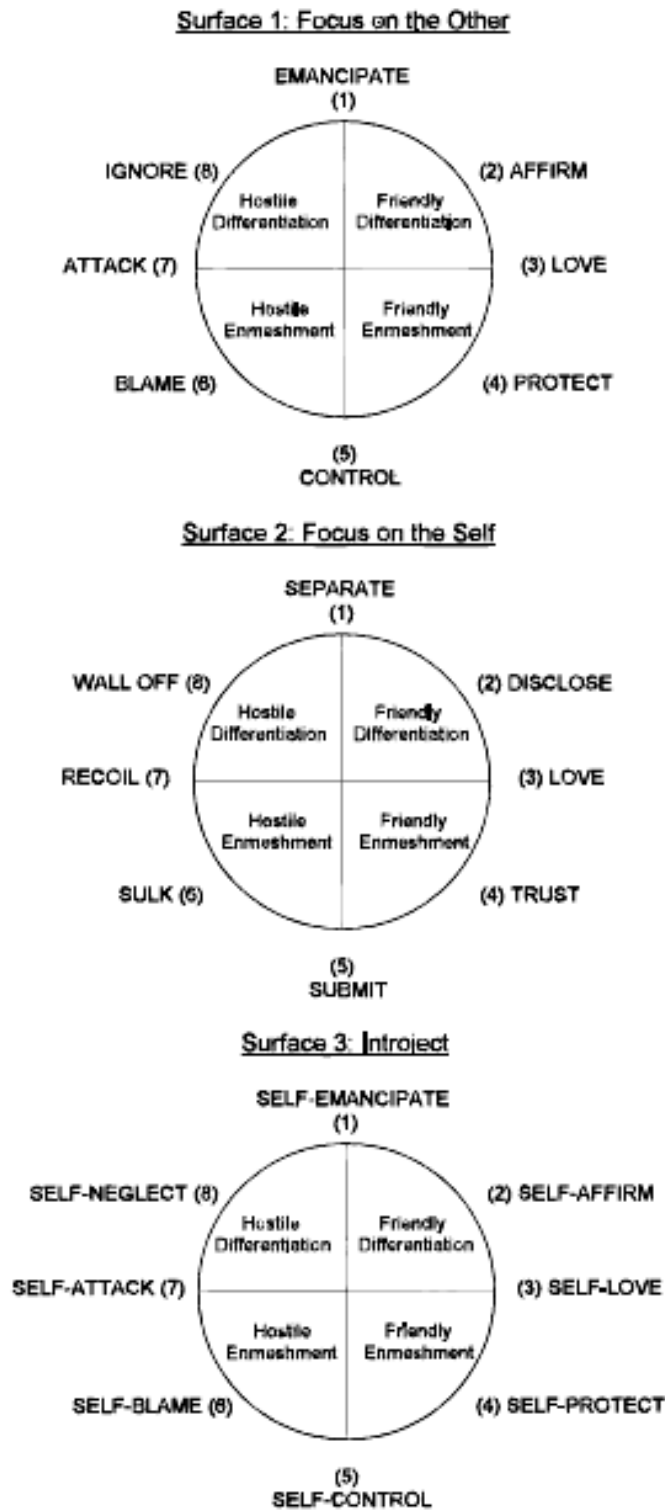 Surface 1: Focus on the Other
EMANCIPATE
(1)
IGNORE (8)
(2) AFFIRM
Hostile
Differentiation
Friendly
Differentiation
ATTACK (7)
(3) LOVE
Hostile
Enmeshment
Friendly
Enmeshment
BLAME (6)
(4) PROTECT
(5)
CONTROL
Surface 2: Focus on the Self
SEPARATE
(1)
WALL OFF (8)
(2) DISCLOSE
Hostile
Differentiation
Friendly
Differentiation
RECOIL (7)
(3) LOVE
Hostile
Enmeshment
Friendly
Enmeshment
SULK (6)
(4) TRUST
(5)
SUBMIT
Surface 3: Introject
SELF-EMANCIPATE
(1)
SELF-NEGLECT (8)
(2) SELF-AFFIRM
Hostile
Differentiation
Friendly
Differentiation
SELF-ATTACK (7)
(3) SELF-LOVE
Hostile
Enmeshment
Friendly
Enmeshment
SELF-BLAME (6)
(4) SELF-PROTECT
(5)
SELF-CONTROL